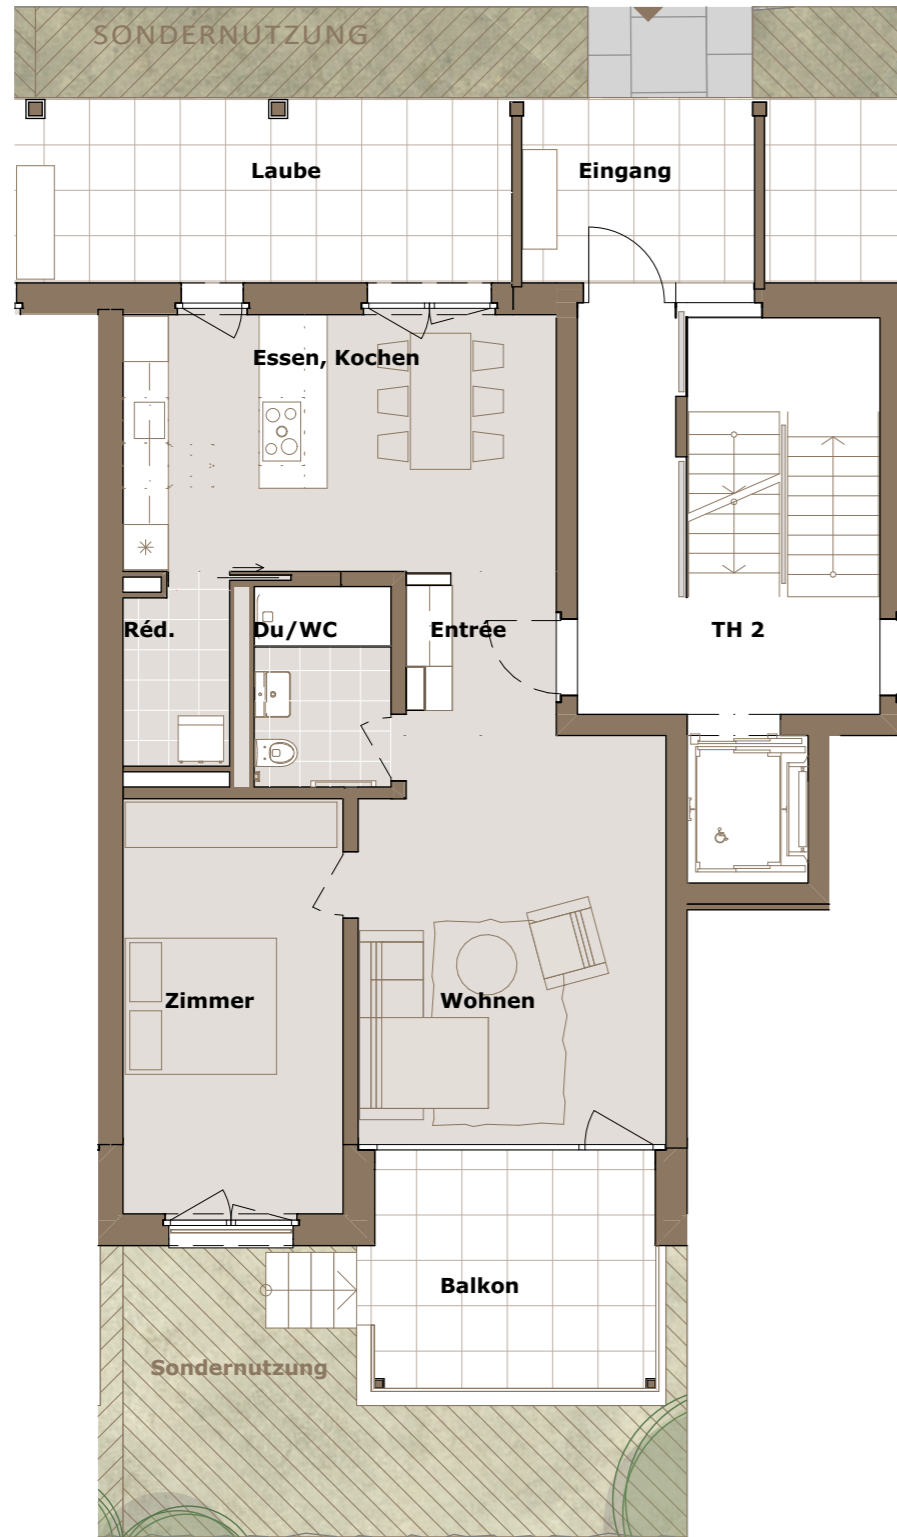 SONDERNUTZUNG
Laube
Eingang
Essen, Kochen
Réd.
Du/WC
Entrée
TH 2
Zimmer
Wohnen
Balkon
Sondernutzung